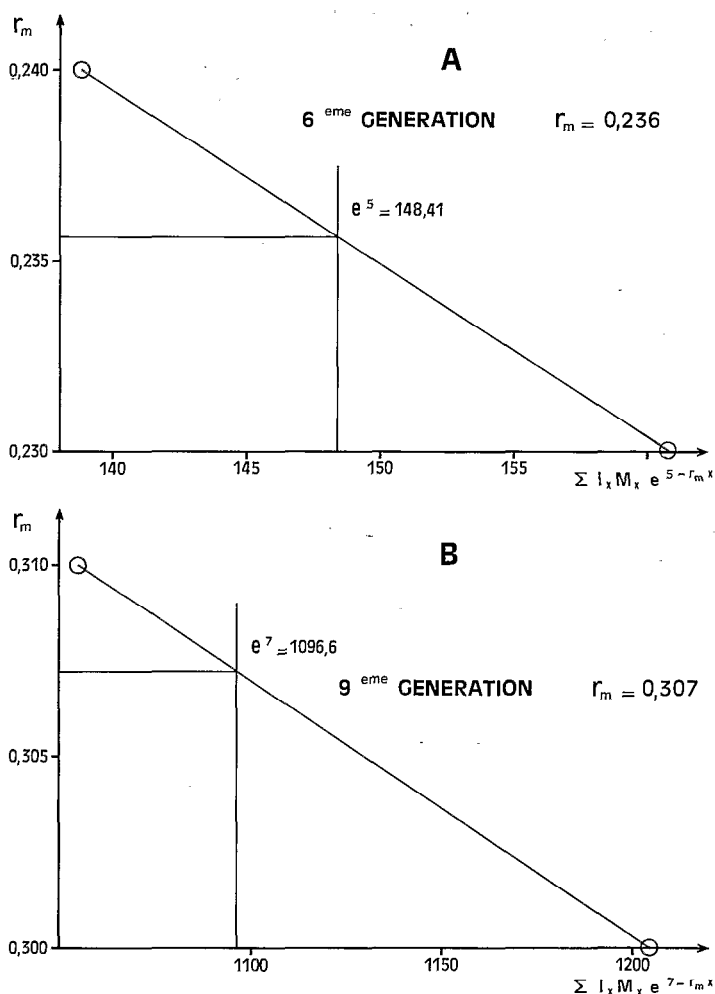 r_m
0,240
A
6 eme GENERATION r_m = 0,236
e^5 = 148,41
0,235
0,230
140 145 150 155
Σ l_x M_x e^{5-r_m x}
r_m
0,310
B
e^7 = 1096,6
9 eme GENERATION r_m = 0,307
0,305
0,300
1100 1150 1200
Σ l_x M_x e^{7-r_m x}